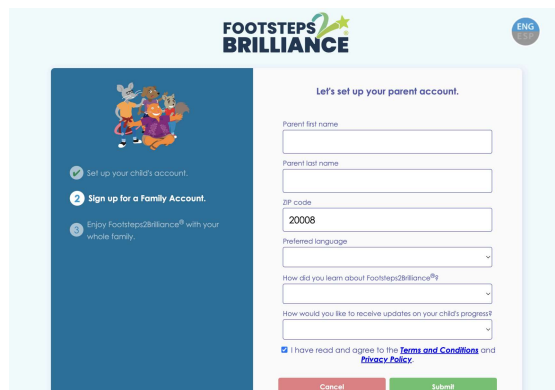 FOOTSTEPS2
BRILLIANCE®
ENG
ESP
Set up your child's account.
2 Sign up for a Family Account.
3 Enjoy Footsteps2Brilliance® with your
whole family.
Let's set up your parent account.
Parent first name
Parent last name
ZIP code
20008
Preferred language
How did you learn about Footsteps2Brilliance®?
How would you like to receive updates on your child's progress?
I have read and agree to the Terms and Conditions and
Privacy Policy.
Cancel
Submit